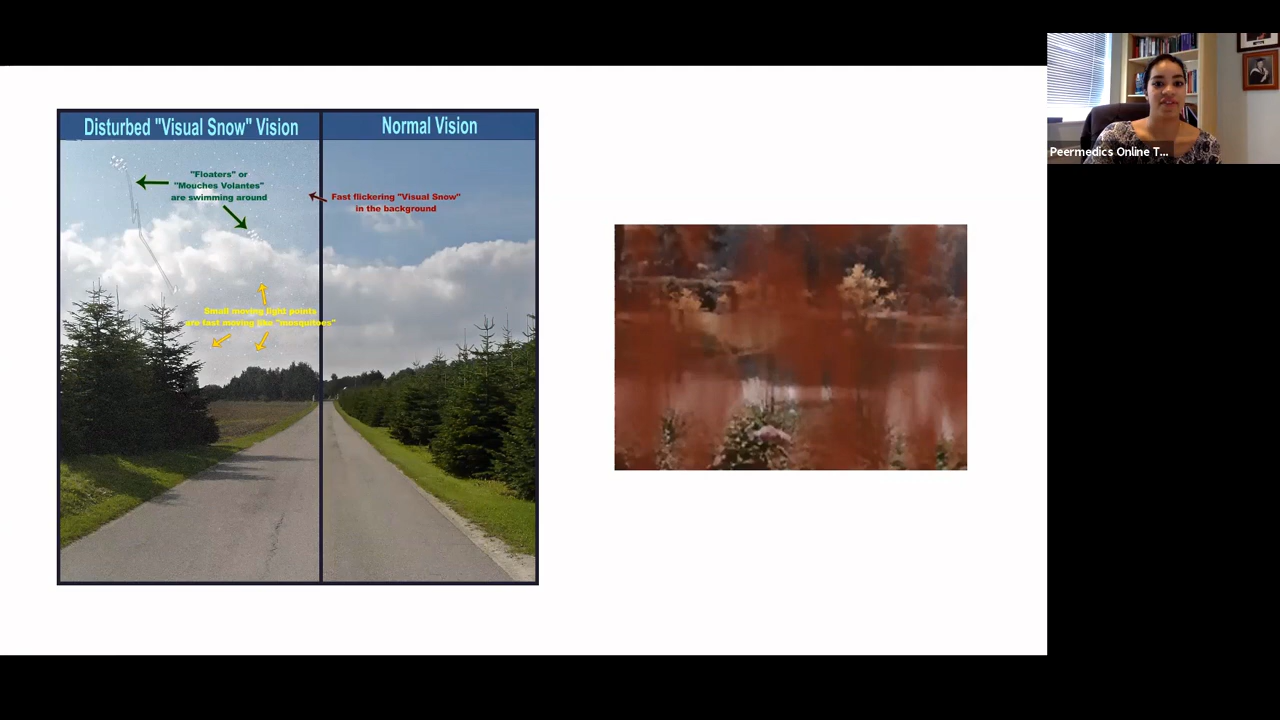 Disturbed "Visual Snow" Vision
Normal Vision
"Floaters" or
"Mouches Volantes"
are swimming around
Fast flickering "Visual Snow"
in the background
Small moving light points
are fast moving like "mosquitoes"
Peermedics Online T...